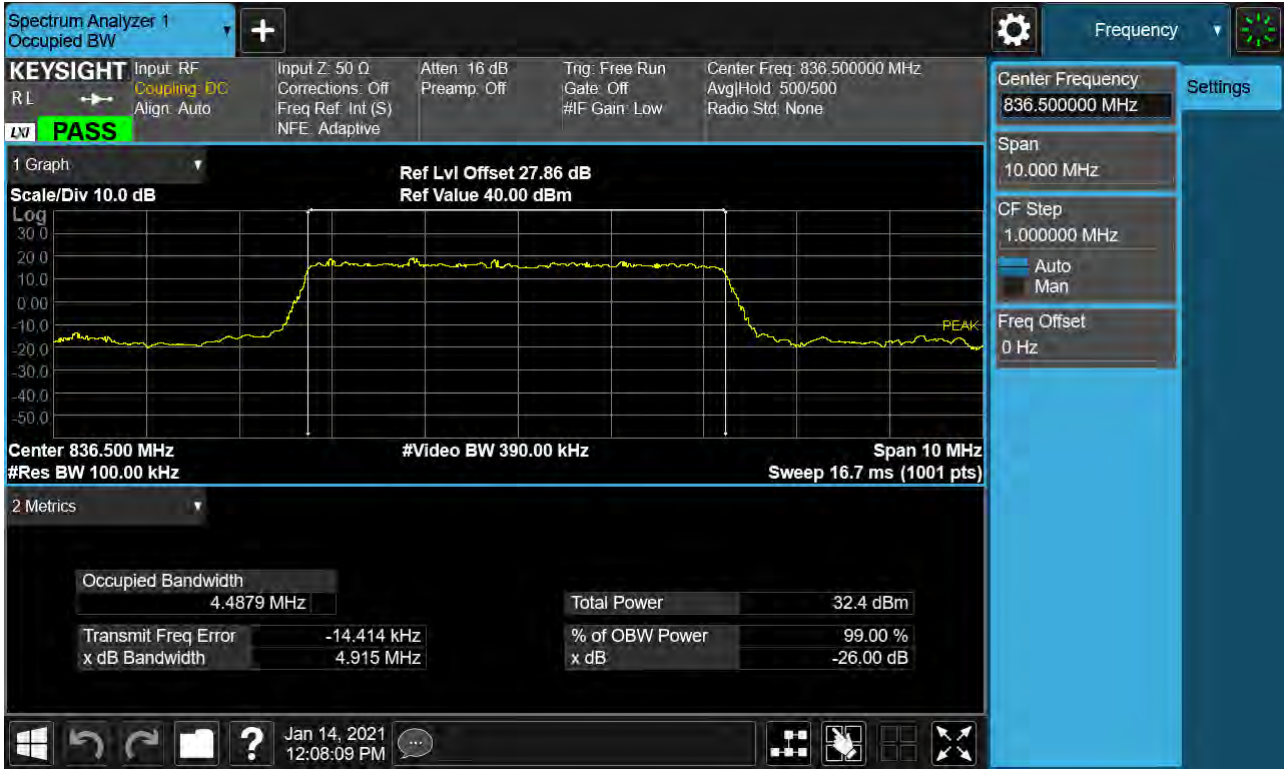 Spectrum Analyzer 1
Occupied BW
Frequency
KEYSIGHT
RL
LXI
PASS
Input: RF
Coupling: DC
Align: Auto
Input Z: 50 Ω
Corrections: Off
Freq Ref: Int (S)
NFE: Adaptive
Atten: 16 dB
Preamp: Off
Trig: Free Run
Gate: Off
#IF Gain: Low
Center Freq: 836.500000 MHz
Avg|Hold: 500/500
Radio Std: None
Center Frequency
836.500000 MHz
Settings
Span
10.000 MHz
CF Step
1.000000 MHz
Auto
Man
Freq Offset
0 Hz
1 Graph
Scale/Div 10.0 dB
Ref Lvl Offset 27.86 dB
Ref Value 40.00 dBm
Log
30.0
20.0
10.0
0.00
-10.0
-20.0
-30.0
-40.0
-50.0
PEAK
Center 836.500 MHz
#Video BW 390.00 kHz
Span 10 MHz
#Res BW 100.00 kHz
Sweep 16.7 ms (1001 pts)
2 Metrics
Occupied Bandwidth
4.4879 MHz
Total Power 32.4 dBm
Transmit Freq Error -14.414 kHz
% of OBW Power 99.00 %
x dB Bandwidth 4.915 MHz
x dB -26.00 dB
?
Jan 14, 2021
12:08:09 PM